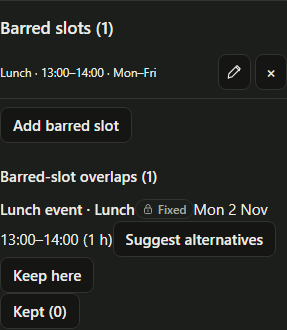 Barred slots (1)
Lunch · 13:00–14:00 · Mon–Fri
×
Add barred slot
Barred-slot overlaps (1)
Lunch event · Lunch Fixed Mon 2 Nov
13:00–14:00 (1 h) Suggest alternatives
Keep here
Kept (0)